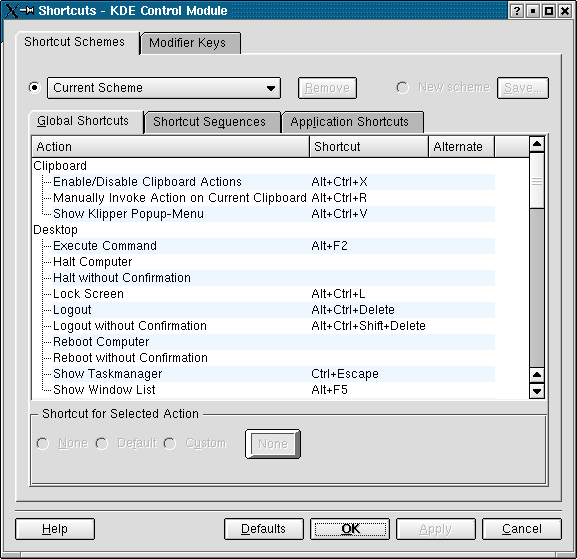 Shortcuts - KDE Control Module
Shortcut Schemes Modifier Keys
Current Scheme Remove New scheme Save...
Global Shortcuts Shortcut Sequences Application Shortcuts
Action Shortcut Alternate
Clipboard
Enable/Disable Clipboard Actions Alt+Ctrl+X
Manually Invoke Action on Current Clipboard Alt+Ctrl+R
Show Klipper Popup-Menu Alt+Ctrl+V
Desktop
Execute Command Alt+F2
Halt Computer
Halt without Confirmation
Lock Screen Alt+Ctrl+L
Logout Alt+Ctrl+Delete
Logout without Confirmation Alt+Ctrl+Shift+Delete
Reboot Computer
Reboot without Confirmation
Show Taskmanager Ctrl+Escape
Show Window List Alt+F5
Shortcut for Selected Action
None Default Custom None
Help Defaults OK Apply Cancel